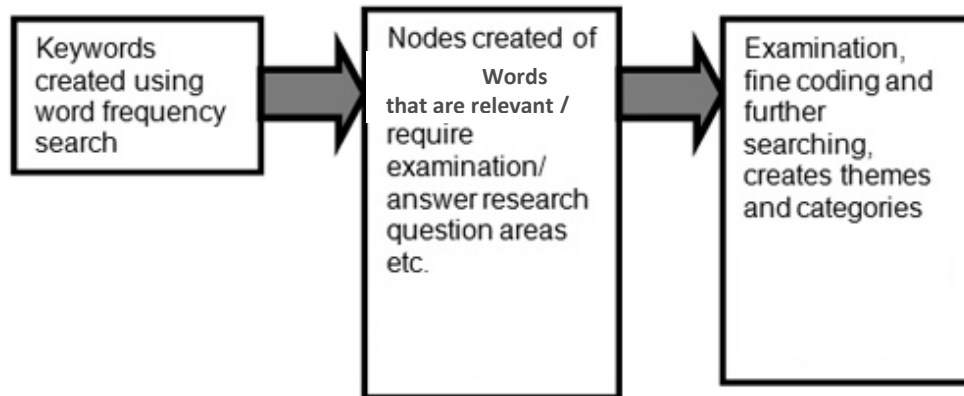 Keywords
created using
word frequency
search
Nodes created of
Words
that are relevant /
require
examination/
answer research
question areas
etc.
Examination,
fine coding and
further
searching,
creates themes
and categories